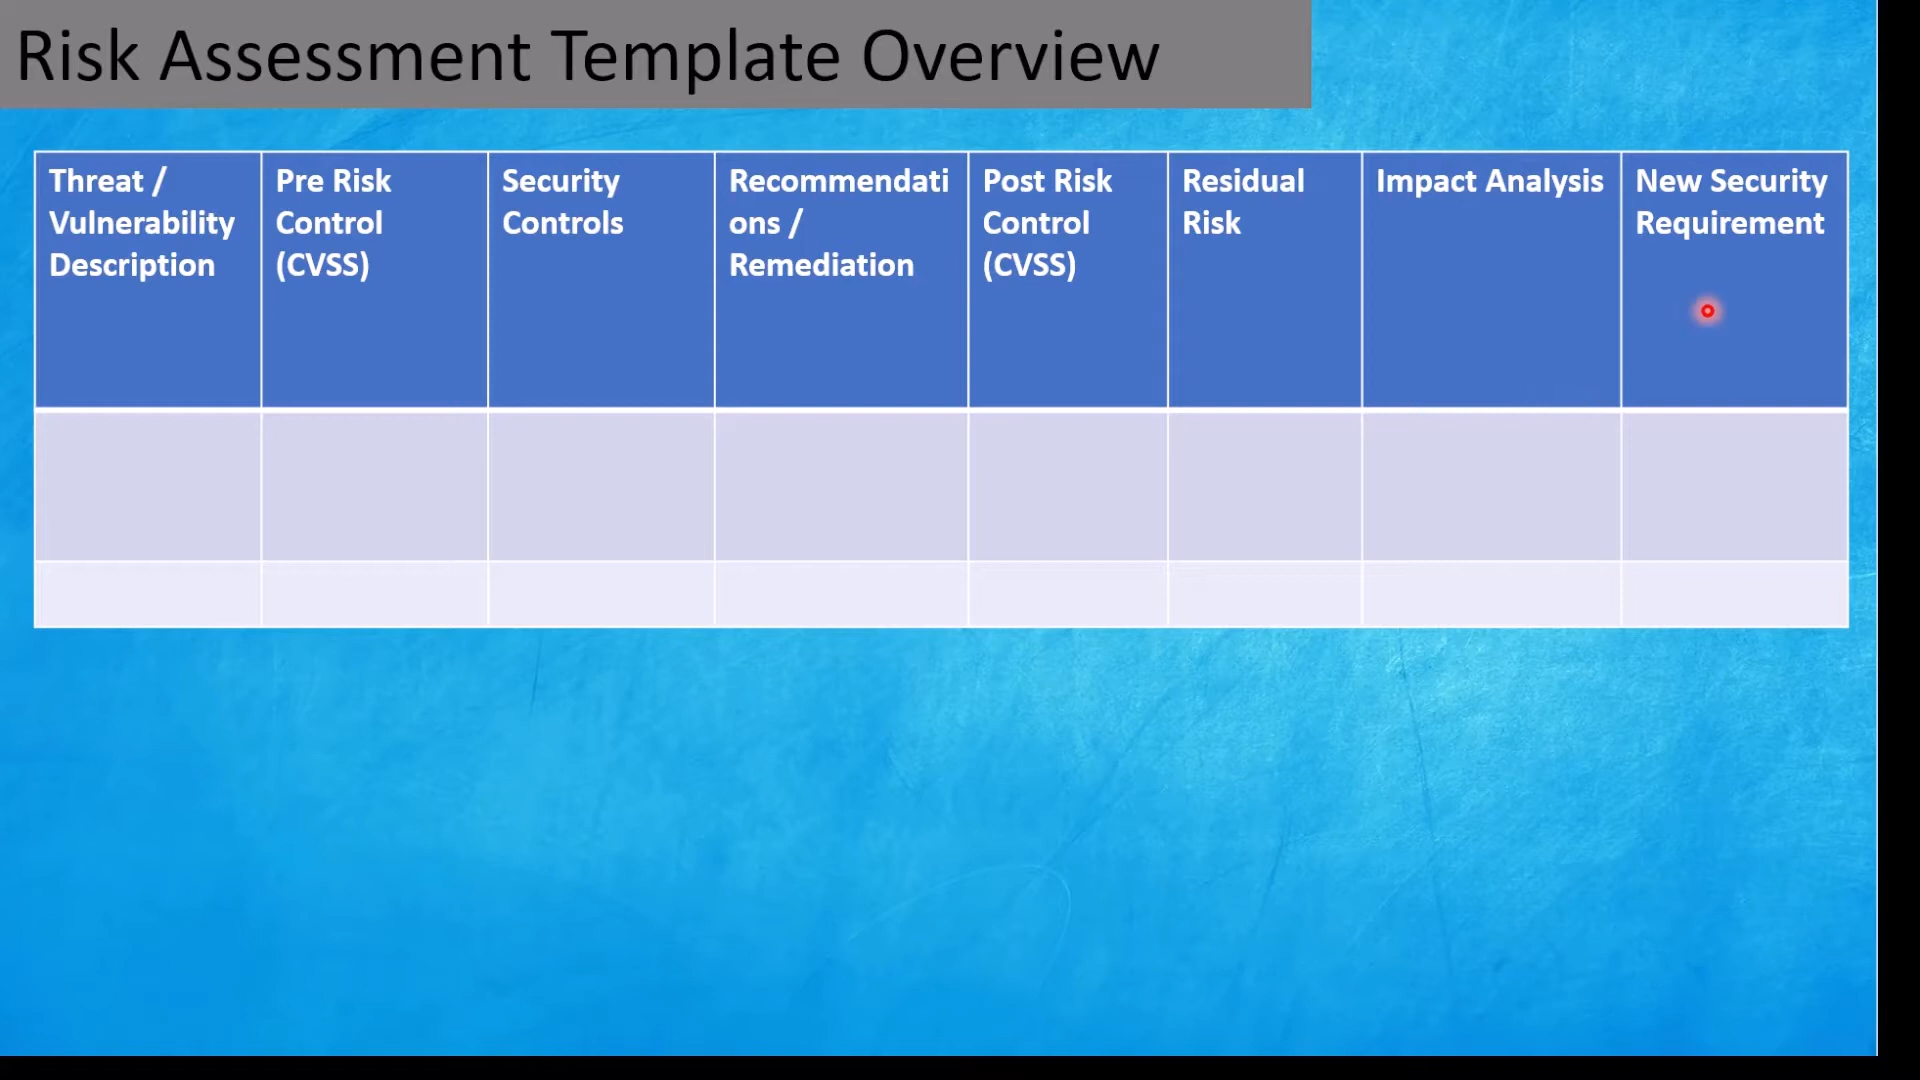 Risk Assessment Template Overview
Threat /
Vulnerability
Description
Pre Risk
Control
(CVSS)
Security
Controls
Recommendati
ons /
Remediation
Post Risk
Control
(CVSS)
Residual
Risk
Impact Analysis
New Security
Requirement